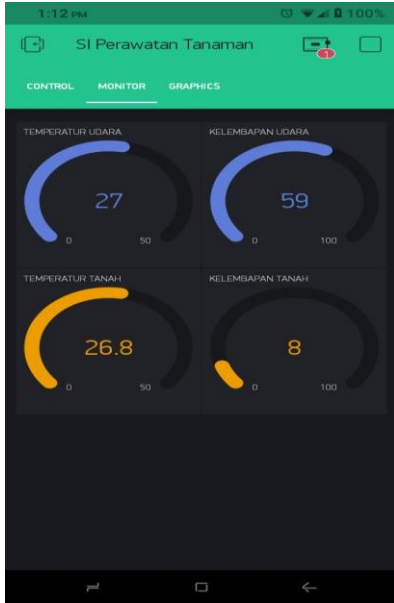 1:12 PM 100%
SI Perawatan Tanaman
1
CONTROL MONITOR GRAPHICS
TEMPERATUR UDARA KELEMBAPAN UDARA
27 59
0 50 0 100
TEMPERATUR TANAH KELEMBAPAN TANAH
26.8 8
0 50 0 100